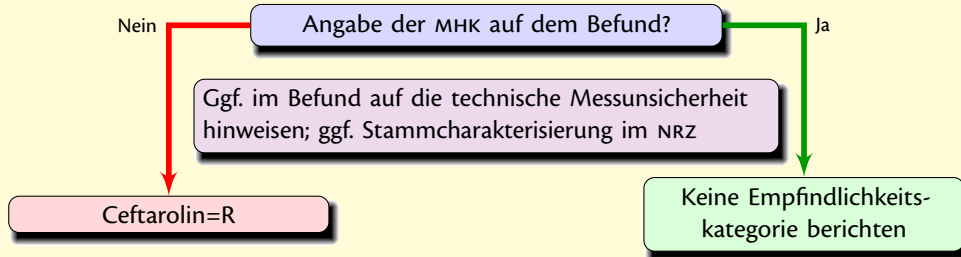 Nein
Angabe der MHK auf dem Befund?
Ja
Ggf. im Befund auf die technische Messunsicherheit
hinweisen; ggf. Stammcharakterisierung im NRZ
Ceftarolin=R
Keine Empfindlichkeits-
kategorie berichten